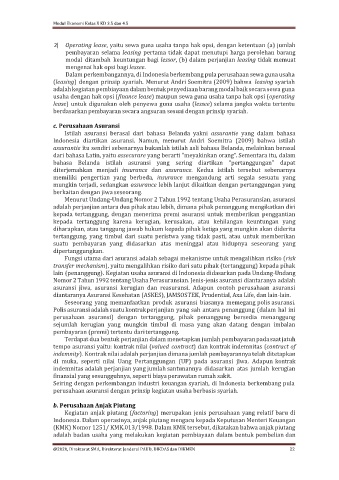 Modul Ekonomi Kelas X KD 3.5 dan 4.5
2) Operating lease, yaitu sewa guna usaha tanpa hak opsi, dengan ketentuan (a) jumlah
pembayaran selama leasing pertama tidak dapat menutupi harga perolehan barang
modal ditambah keuntungan bagi lessor, (b) dalam perjanjian leasing tidak memuat
mengenai hak opsi bagi lessee.
Dalam perkembangannya, di Indonesia berkembang pula perusahaan sewa guna usaha
(leasing) dengan prinsip syariah. Menurut Andri Soemitra (2009) bahwa leasing syariah
adalah kegiatan pembiayaan dalam bentuk penyediaan barang modal baik secara sewa guna
usaha dengan hak opsi (finance lease) maupun sewa guna usaha tanpa hak opsi (operating
lease) untuk digunakan oleh penyewa guna usaha (lessee) selama jangka waktu tertentu
berdasarkan pembayaran secara angsuran sesuai dengan prinsip syariah.
c. Perusahaan Asuransi
Istilah asuransi berasal dari bahasa Belanda yakni assurantie yang dalam bahasa
Indonesia diartikan asuransi. Namun, menurut Andri Soemitra (2009) bahwa istilah
assurantie itu sendiri sebenarnya bukanlah istilah asli bahasa Belanda, melainkan berasal
dari bahasa Latin, yaitu assecurare yang berarti "meyakinkan orang". Sementara itu, dalam
bahasa Belanda istilah asuransi yang sering diartikan "pertanggungan" dapat
diterjemahkan menjadi insurance dan assurance. Kedua istilah tersebut sebenarnya
memiliki pengertian yang berbeda, insurance mengandung arti segala sesuatu yang
mungkin terjadi, sedangkan assurance lebih lanjut dikaitkan dengan pertanggungan yang
berkaitan dengan jiwa seseorang.
Menurut Undang-Undang Nomor 2 Tahun 1992 tentang Usaha Perasuransian, asuransi
adalah perjanjian antara dua pihak atau lebih, dimana pihak penanggung mengikatkan diri
kepada tertanggung, dengan menerima premi asuransi untuk memberikan penggantian
kepada tertanggung karena kerugian, kerusakan, atau kehilangan keuntungan yang
diharapkan, atau tanggung jawab hukum kepada pihak ketiga yang mungkin akan diderita
tertanggung, yang timbul dari suatu peristiwa yang tidak pasti, atau untuk memberikan
suatu pembayaran yang didasarkan atas meninggal atau hidupnya seseorang yang
dipertanggungkan.
Fungsi utama dari asuransi adalah sebagai mekanisme untuk mengalihkan risiko (risk
transfer mechanism), yaitu mengalihkan risiko dari satu pihak (tertanggung) kepada pihak
lain (penanggung). Kegiatan usaha asuransi di Indonesia didasarkan pada Undang-Undang
Nomor 2 Tahun 1992 tentang Usaha Perasuransian. Jenis-jenis asuransi diantaranya adalah
asuransi jiwa, asuransi kerugian dan reasuransi. Adapun contoh perusahaan asuransi
diantaranya Asuransi Kesehatan (ASKES), JAMSOSTEK, Prudential, Axa Life, dan lain-lain.
Seseorang yang memanfaatkan produk asuransi biasanya memegang polis asuransi.
Polis asuransi adalah suatu kontrak perjanjian yang sah antara penanggung (dalam hal ini
perusahaan asuransi) dengan tertanggung, pihak penanggung bersedia menanggung
sejumlah kerugian yang mungkin timbul di masa yang akan datang dengan imbalan
pembayaran (premi) tertentu dari tertanggung.
Terdapat dua bentuk perjanjian dalam menetapkan jumlah pembayaran pada saat jatuh
tempo asuransi yaitu: kontrak nilai (valued contract) dan kontrak indemnitas (contract of
indemnity). Kontrak nilai adalah perjanjian dimana jumlah pembayarannya telah ditetapkan
di muka, seperti nilai Uang Pertanggungan (UP) pada asuransi jiwa. Adapun kontrak
indemnitas adalah perjanjian yang jumlah santunannya didasarkan atas jumlah kerugian
finansial yang sesungguhnya, seperti biaya perawatan rumah sakit.
Seiring dengan perkembangan industri keuangan syariah, di Indonesia berkembang pula
perusahaan asuransi dengan prinsip kegiatan usaha berbasis syariah.
b. Perusahaan Anjak Piutang
Kegiatan anjak piutang (factoring) merupakan jenis perusahaan yang relatif baru di
Indonesia. Dalam operasinya, anjak piutang mengacu kepada Keputusan Menteri Keuangan
(KMK) Nomor 1251/ KMK.013/1998. Dalam KMK tersebut, dikatakan bahwa anjak piutang
adalah badan usaha yang melakukan kegiatan pembiayaan dalam bentuk pembelian dan
@2020, Direktorat SMA, Direktorat Jenderal PAUD, DIKDAS dan DIKMEN 22